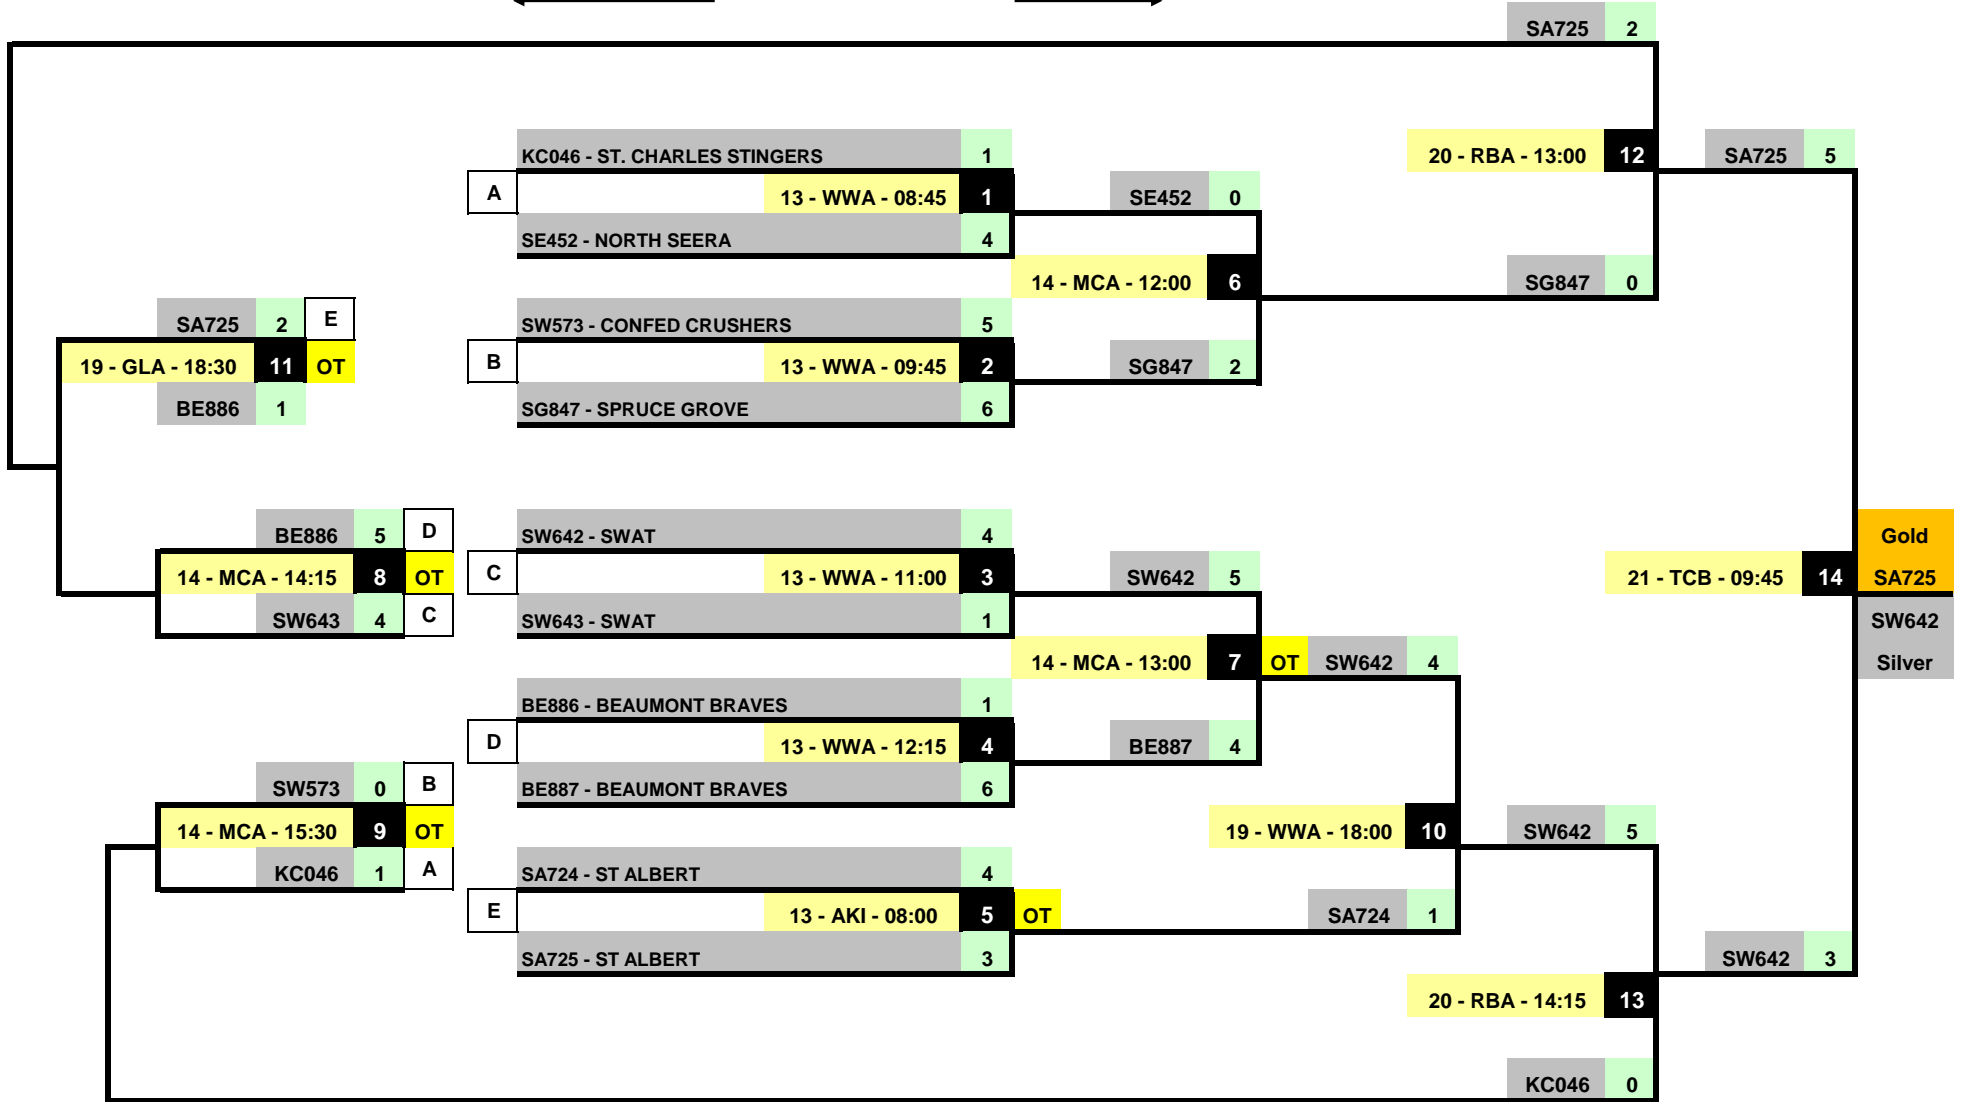 SA725 2
KC046 - ST. CHARLES STINGERS 1 20 - RBA - 13:00 12 SA725 5
A 13 - WWA - 08:45 1 SE452 0
SE452 - NORTH SEERA 4
14 - MCA - 12:00 6 SG847 0
SA725 2 E SW573 - CONFED CRUSHERS 5
19 - GLA - 18:30 11 OT B 13 - WWA - 09:45 2 SG847 2
BE886 1 SG847 - SPRUCE GROVE 6
BE886 5 D SW642 - SWAT 4 Gold
14 - MCA - 14:15 8 OT C 13 - WWA - 11:00 3 SW642 5 21 - TCB - 09:45 14 SA725
SW643 4 C SW643 - SWAT 1 SW642
14 - MCA - 13:00 7 OT SW642 4 Silver
BE886 - BEAUMONT BRAVES 1
D 13 - WWA - 12:15 4 BE887 4
SW573 0 B BE887 - BEAUMONT BRAVES 6
14 - MCA - 15:30 9 OT 19 - WWA - 18:00 10 SW642 5
KC046 1 A SA724 - ST ALBERT 4
E 13 - AKI - 08:00 5 OT SA724 1
SA725 - ST ALBERT 3 SW642 3
20 - RBA - 14:15 13
KC046 0